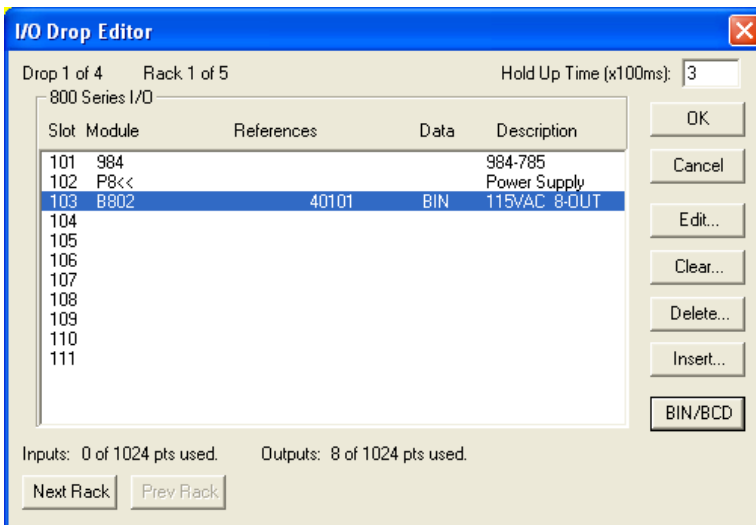 I/O Drop Editor
Drop 1 of 4 Rack 1 of 5 Hold Up Time (x100ms): 3
800 Series I/O
Slot Module References Data Description
101 984 984-785
102 P8<< Power Supply
103 B802 40101 BIN 115VAC 8-OUT
104
105
106
107
108
109
110
111
OK
Cancel
Edit...
Clear...
Delete...
Insert...
BIN/BCD
Inputs: 0 of 1024 pts used. Outputs: 8 of 1024 pts used.
Next Rack Prev Rack